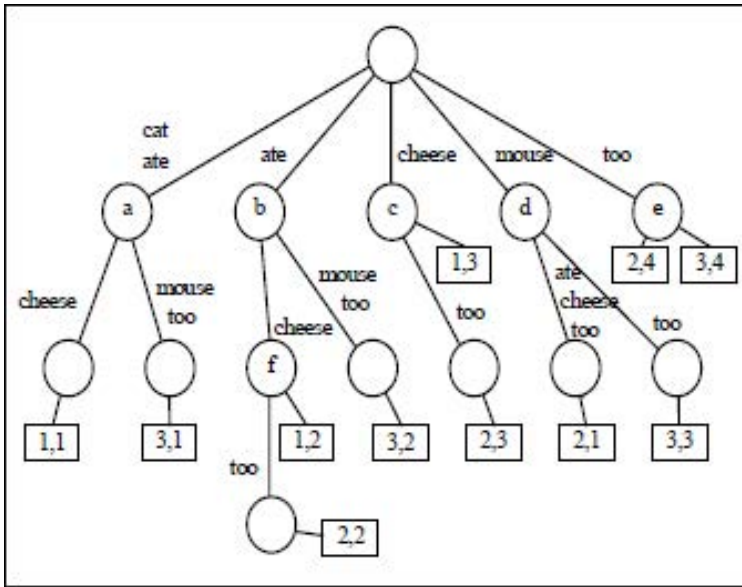 cat
ate
ate
cheese
mouse
too
a
b
c
d
e
1,3
2,4
3,4
cheese
mouse
too
cheese
mouse
too
too
ate
cheese
too
too
f
1,1
3,1
1,2
3,2
2,3
2,1
3,3
too
2,2